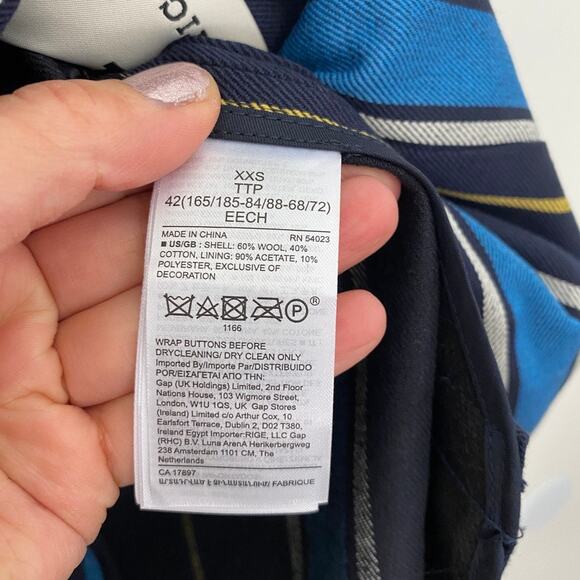 XXS
TTP
42(165/185-84/88-68/72)
EECH
MADE IN CHINA RN 54023
■ US/GB : SHELL: 60% WOOL, 40%
COTTON, LINING: 90% ACETATE, 10%
POLYESTER, EXCLUSIVE OF
DECORATION
P ®
1166
WRAP BUTTONS BEFORE
DRYCLEANING/ DRY CLEAN ONLY
Imported By/Importe Par/DISTRIBUIDO
POR/ΕΙΣΑΓΕΤΑΙ ΑΠΟ THΝ:
Gap (UK Holdings) Limited, 2nd Floor
Nations House, 103 Wigmore Street,
London, W1U 1QS, UK Gap Stores
(Ireland) Limited c/o Arthur Cox, 10
Earlsfort Terrace, Dublin 2, D02 T380,
Ireland Egypt Importer:RIGE, LLC Gap
(RHC) B.V. Luna ArenA Herikerbergweg
238 Amsterdam 1101 CM, The
Netherlands
CA 17897
FABRIQUE